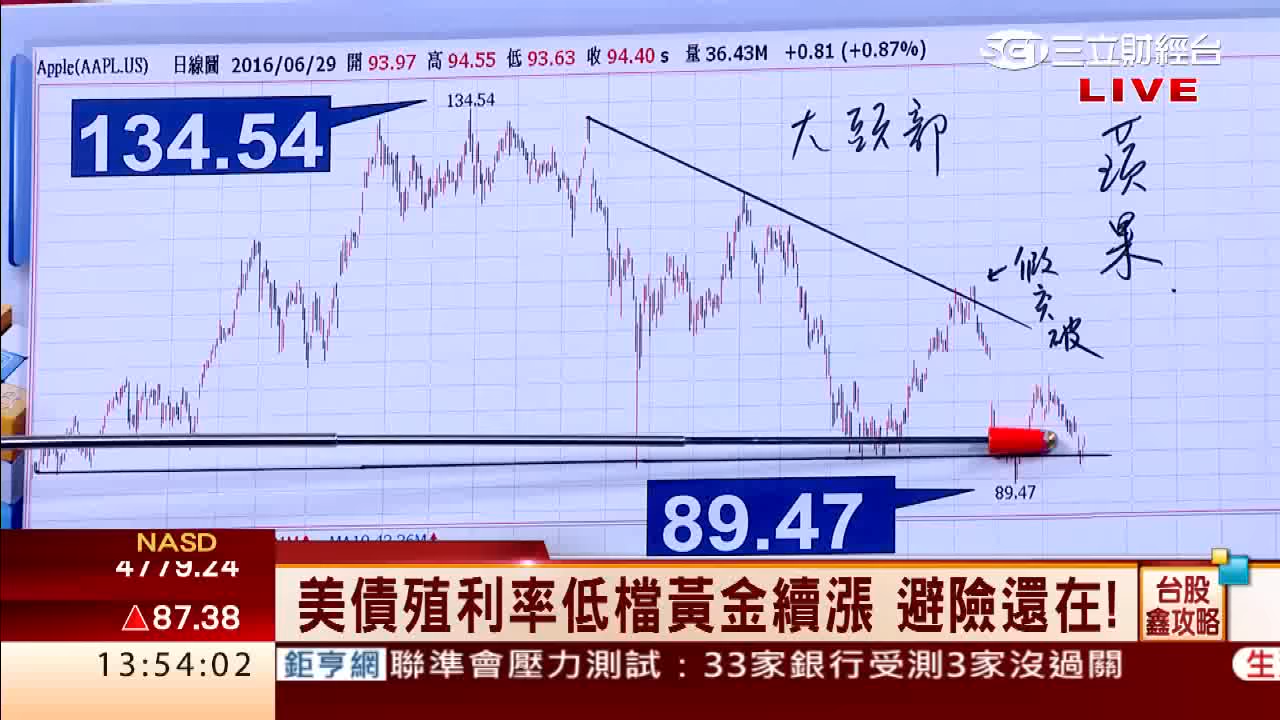 Apple(AAPL.US) 日線圖 2016/06/29 開 93.97 高 94.55 低 93.63 收 94.40 s 量 36.43M +0.81 (+0.87%)
SET 三立財經台
LIVE
134.54
134.54
大頭部
蘋果
←假突破
89.47
89.47
NASD
4779.24
▲87.38
美債殖利率低檔黃金續漲 避險還在!
台股
鑫攻略
13:54:02
鉅亨網 聯準會壓力測試：33家銀行受測3家沒過關